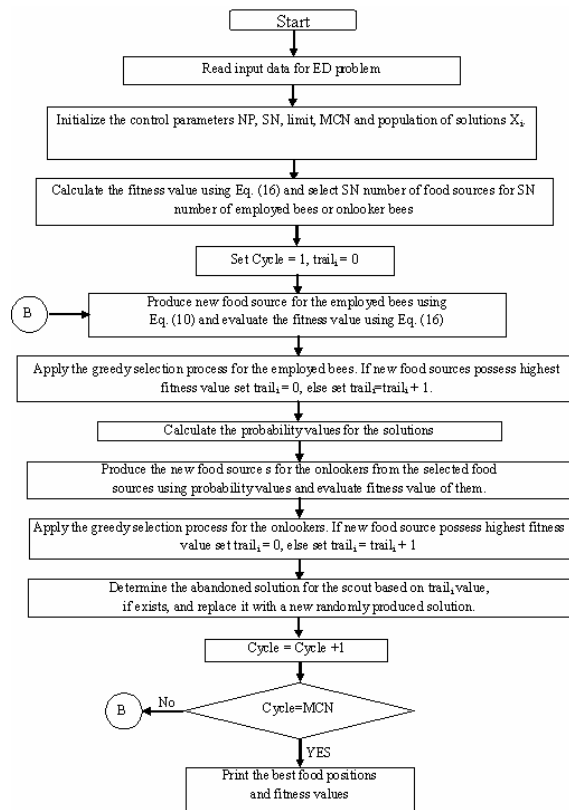 Start
Read input data for ED problem
Initialize the control parameters NP, SN, limit, MCN and population of solutions Xi.
Calculate the fitness value using Eq. (16) and select SN number of food sources for SN
number of employed bees or onlooker bees
Set Cycle = 1, traili = 0
B
Produce new food source for the employed bees using
Eq. (10) and evaluate the fitness value using Eq. (16)
Apply the greedy selection process for the employed bees. If new food sources possess highest
fitness value set traili = 0, else set traili=traili + 1.
Calculate the probability values for the solutions
Produce the new food source s for the onlookers from the selected food
sources using probability values and evaluate fitness value of them.
Apply the greedy selection process for the onlookers. If new food source possess highest fitness
value set traili = 0, else set traili = traili + 1
Determine the abandoned solution for the scout based on traili value,
if exists, and replace it with a new randomly produced solution.
Cycle = Cycle +1
B
No
Cycle=MCN
YES
Print the best food positions
and fitness values